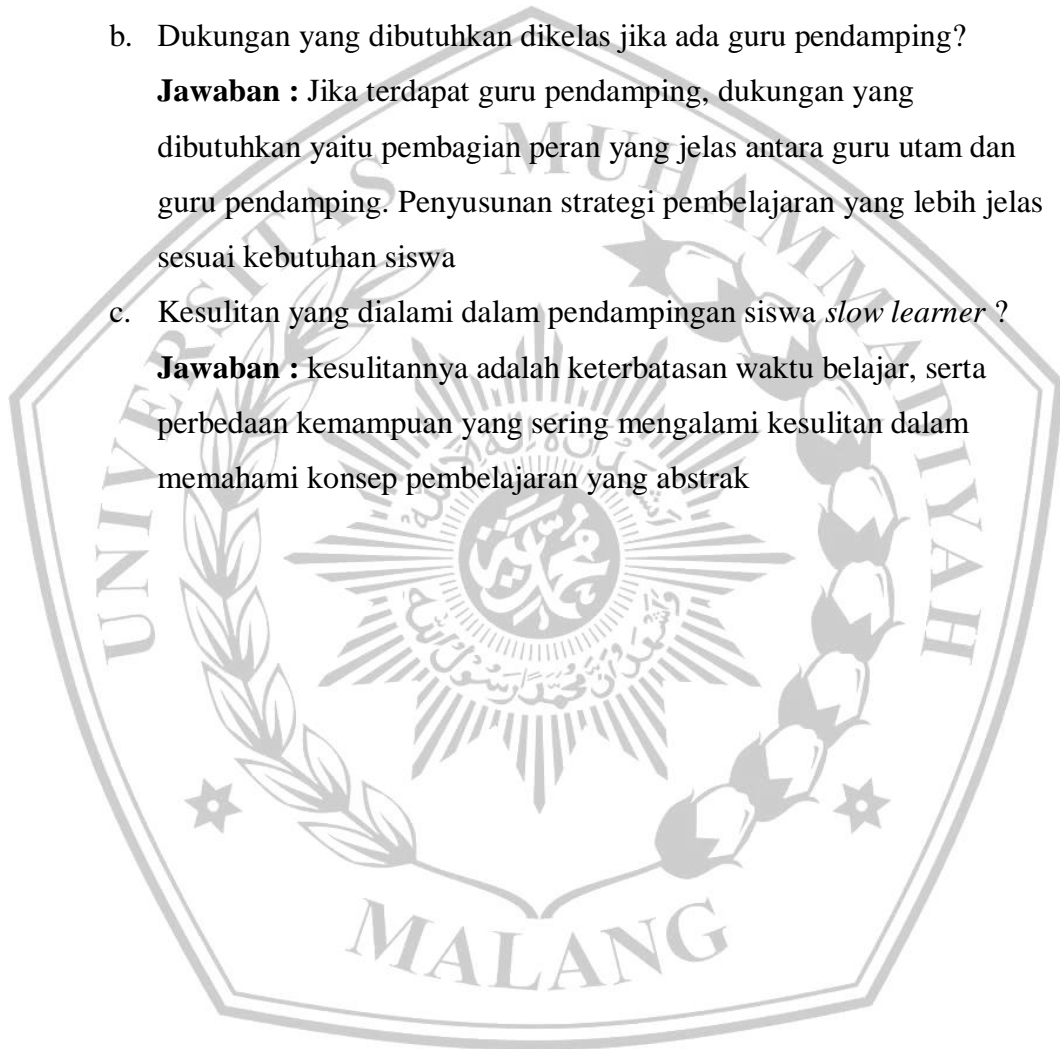 b. Dukungan yang dibutuhkan dikelas jika ada guru pendamping?
Jawaban : Jika terdapat guru pendamping, dukungan yang
dibutuhkan yaitu pembagian peran yang jelas antara guru utam dan
guru pendamping. Penyusunan strategi pembelajaran yang lebih jelas
sesuai kebutuhan siswa
c. Kesulitan yang dialami dalam pendampingan siswa slow learner ?
Jawaban : kesulitannya adalah keterbatasan waktu belajar, serta
perbedaan kemampuan yang sering mengalami kesulitan dalam
memahami konsep pembelajaran yang abstrak
UNIVERSITAS MUHAMMADIYAH
MALANG